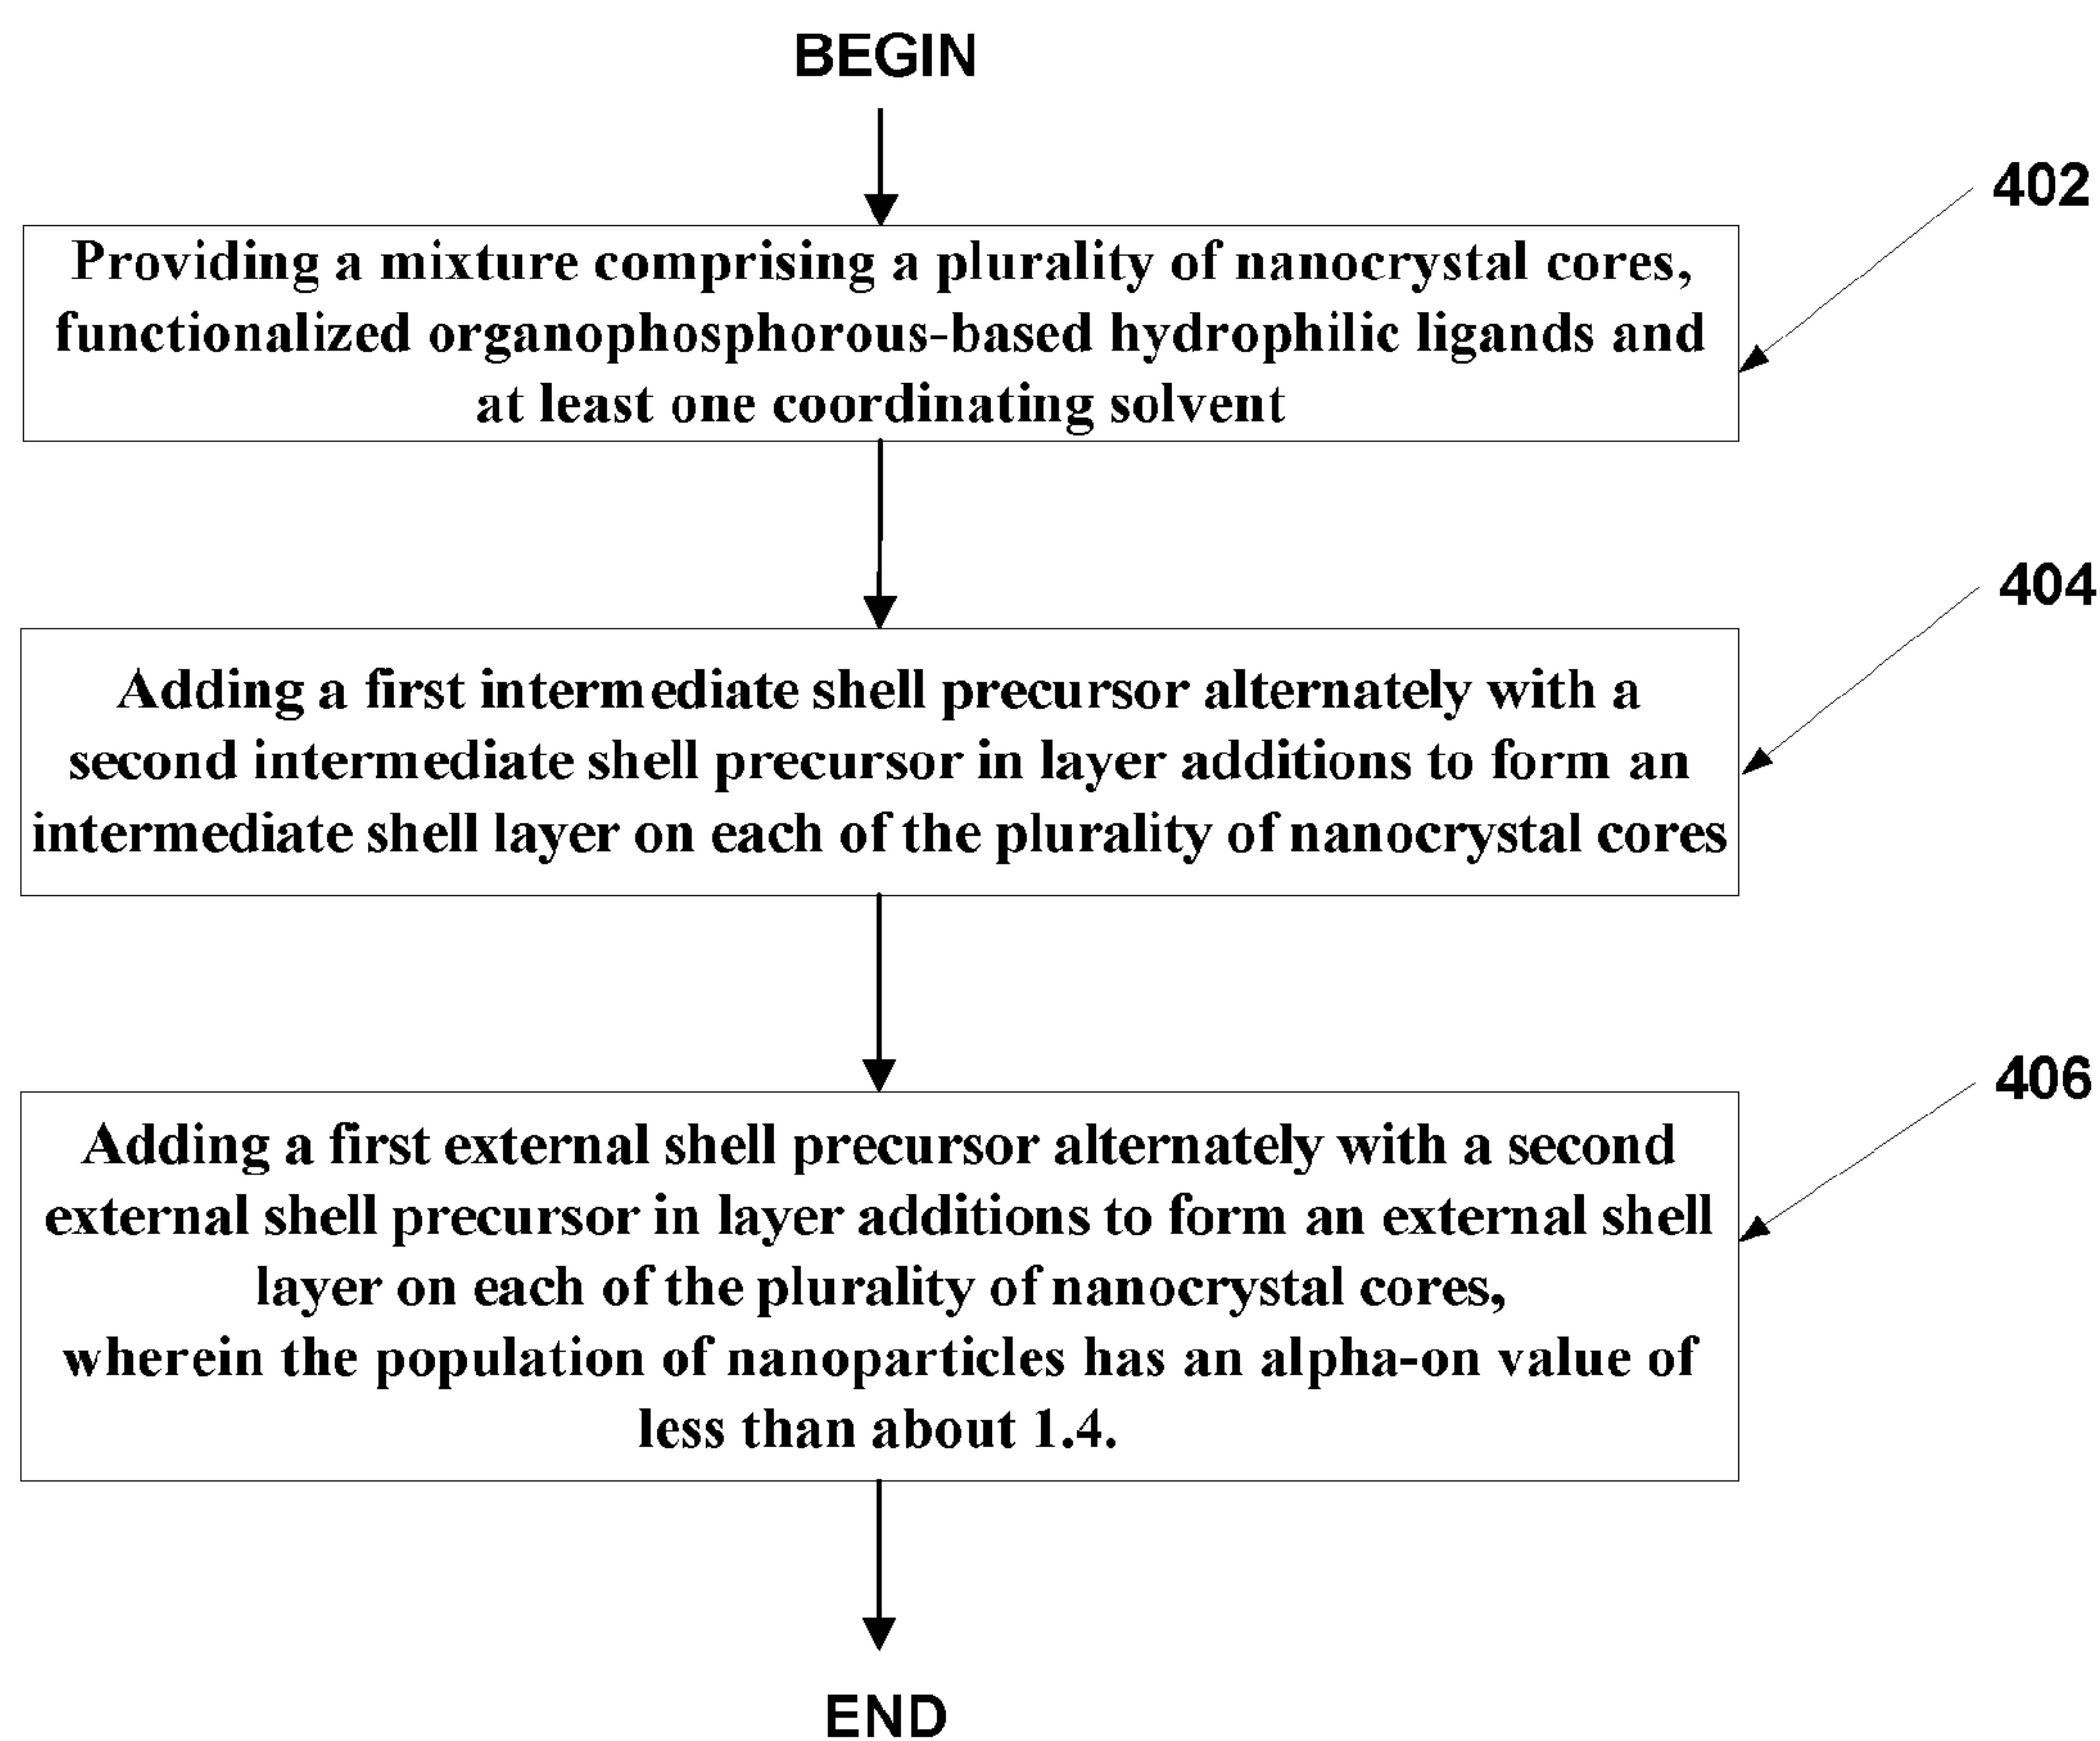 BEGIN
402
Providing a mixture comprising a plurality of nanocrystal cores,
functionalized organophosphorous-based hydrophilic ligands and
at least one coordinating solvent
404
Adding a first intermediate shell precursor alternately with a
second intermediate shell precursor in layer additions to form an
intermediate shell layer on each of the plurality of nanocrystal cores
406
Adding a first external shell precursor alternately with a second
external shell precursor in layer additions to form an external shell
layer on each of the plurality of nanocrystal cores,
wherein the population of nanoparticles has an alpha-on value of
less than about 1.4.
END